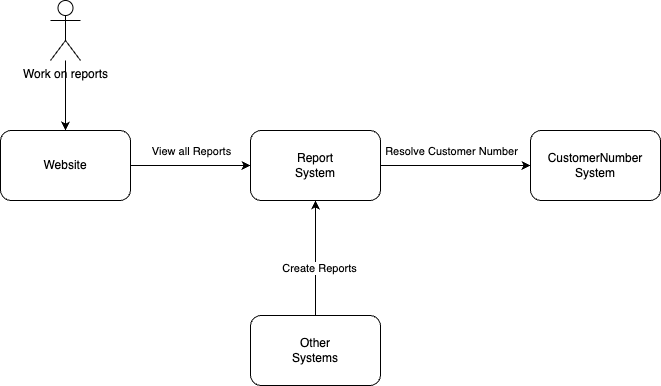 Work on reports
Website
View all Reports
Report
System
Resolve Customer Number
CustomerNumber
System
Create Reports
Other
Systems